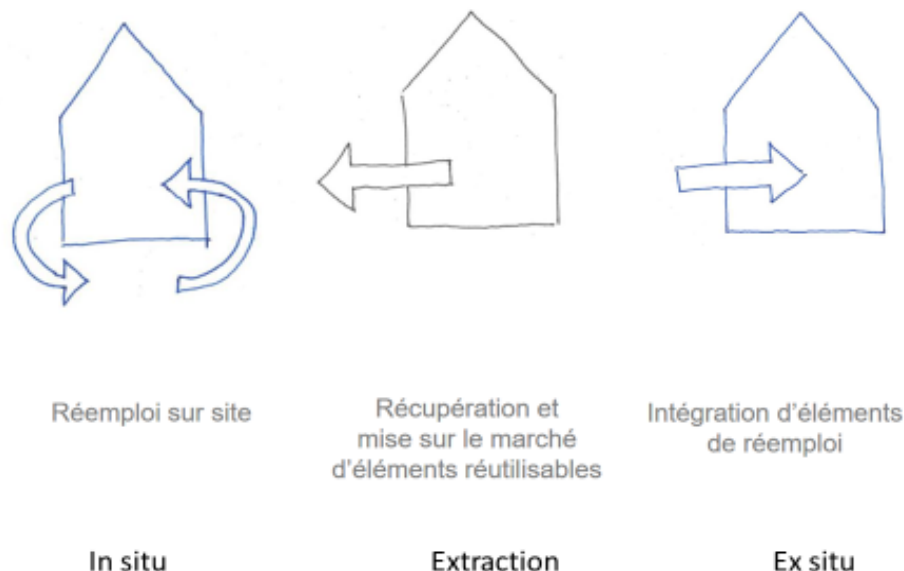 Réemploi sur site
Récupération et
mise sur le marché
d'éléments réutilisables
Intégration d'éléments
de réemploi
In situ
Extraction
Ex situ